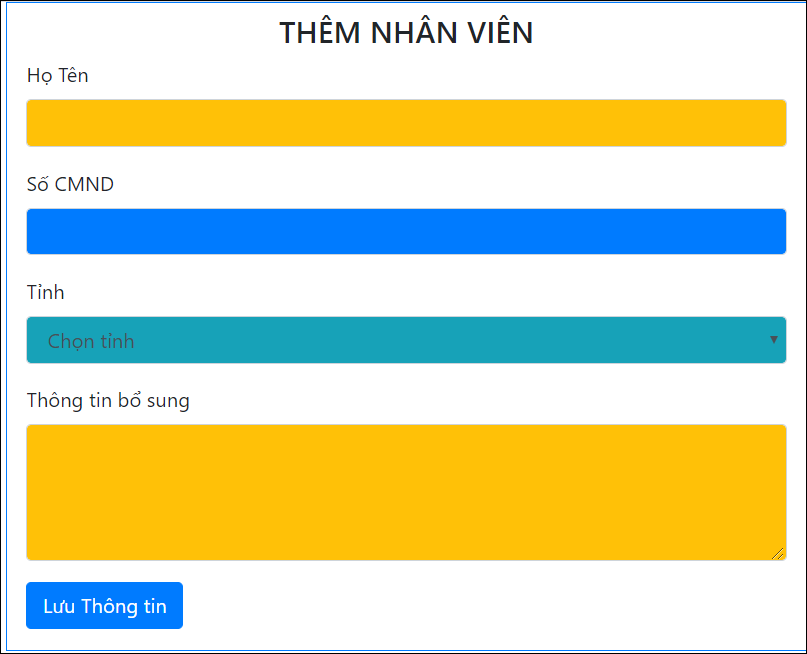 THÊM NHÂN VIÊN
Họ Tên
Số CMND
Tỉnh
Chọn tỉnh
Thông tin bổ sung
Lưu Thông tin